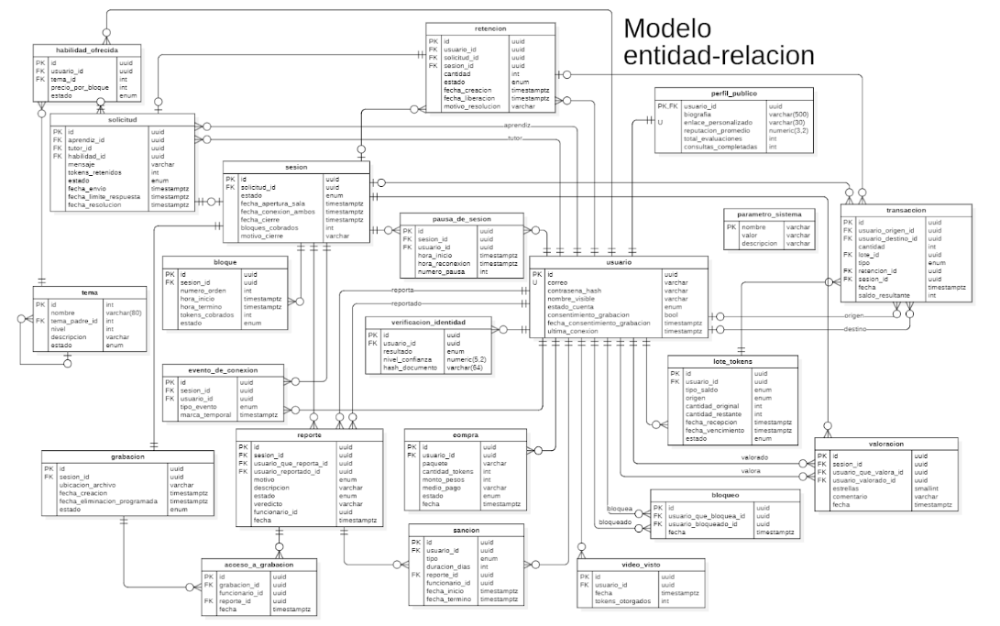 Modelo
entidad-relacion
habilidad_ofrecida
PK id uuid
FK usuario_id uuid
FK tema_id int
precio_por_bloque int
estado enum
retencion
PK id uuid
FK usuario_id uuid
FK solicitud_id uuid
FK sesion_id uuid
cantidad int
estado enum
fecha_creacion timestamptz
fecha_liberacion timestamptz
motivo_resolucion varchar
perfil_publico
PK,FK usuario_id uuid
biografia varchar(500)
U enlace_personalizado varchar(30)
reputacion_promedio numeric(3,2)
total_evaluaciones int
consultas_completadas int
solicitud
PK id uuid
FK aprendiz_id uuid
FK tutor_id uuid
FK habilidad_id uuid
mensaje varchar
tokens_retenidos int
estado enum
fecha_envio timestamptz
fecha_limite_respuesta timestamptz
fecha_resolucion timestamptz
aprendiz
tutor
sesion
PK id uuid
FK solicitud_id uuid
estado enum
fecha_apertura_sala timestamptz
fecha_conexion_ambos timestamptz
fecha_cierre timestamptz
bloques_cobrados int
motivo_cierre varchar
pausa_de_sesion
PK id uuid
FK sesion_id uuid
FK usuario_id uuid
hora_inicio timestamptz
hora_reconexion timestamptz
numero_pausa int
parametro_sistema
PK nombre varchar
valor varchar
descripcion varchar
transaccion
PK id uuid
FK usuario_origen_id uuid
FK usuario_destino_id uuid
cantidad int
FK lote_id uuid
tipo enum
FK retencion_id uuid
FK sesion_id uuid
fecha timestamptz
saldo_resultante int
bloque
PK id uuid
FK sesion_id uuid
numero_orden int
hora_inicio timestamptz
hora_termino timestamptz
tokens_cobrados int
estado enum
usuario
PK id uuid
U correo varchar
contrasena_hash varchar
nombre_visible varchar
estado_cuenta enum
consentimiento_grabacion bool
fecha_consentimiento_grabacion timestamptz
ultima_conexion timestamptz
tema
PK id int
nombre varchar(80)
FK tema_padre_id int
nivel int
descripcion varchar
estado enum
reporta
reportado
origen
destino
verificacion_identidad
PK id uuid
FK usuario_id uuid
resultado enum
nivel_confianza numeric(5,2)
hash_documento varchar(64)
lote_tokens
PK id uuid
FK usuario_id uuid
tipo_saldo enum
origen enum
cantidad_original int
cantidad_restante int
fecha_recepcion timestamptz
fecha_vencimiento timestamptz
estado enum
evento_de_conexion
PK id uuid
FK sesion_id uuid
FK usuario_id uuid
tipo_evento enum
marca_temporal timestamptz
grabacion
PK id uuid
FK sesion_id uuid
ubicacion_archivo varchar
fecha_creacion timestamptz
fecha_eliminacion_programada timestamptz
estado enum
reporte
PK id uuid
FK sesion_id uuid
FK usuario_que_reporta_id uuid
FK usuario_reportado_id uuid
motivo enum
descripcion varchar
estado enum
veredicto varchar
funcionario_id uuid
fecha timestamptz
compra
PK id uuid
FK usuario_id uuid
paquete varchar
cantidad_tokens int
monto_pesos int
medio_pago varchar
estado enum
fecha timestamptz
valorado
valora
valoracion
PK id uuid
FK sesion_id uuid
FK usuario_que_valora_id uuid
FK usuario_valorado_id uuid
estrellas smallint
comentario varchar
fecha timestamptz
bloquea
bloqueado
bloqueo
PK id uuid
FK usuario_que_bloquea_id uuid
FK usuario_bloqueado_id uuid
fecha timestamptz
sancion
PK id uuid
FK usuario_id uuid
tipo enum
duracion_dias int
FK reporte_id uuid
funcionario_id uuid
fecha_inicio timestamptz
fecha_termino timestamptz
acceso_a_grabacion
PK id uuid
FK grabacion_id uuid
funcionario_id uuid
FK reporte_id uuid
fecha timestamptz
video_visto
PK id uuid
FK usuario_id uuid
fecha timestamptz
tokens_otorgados int